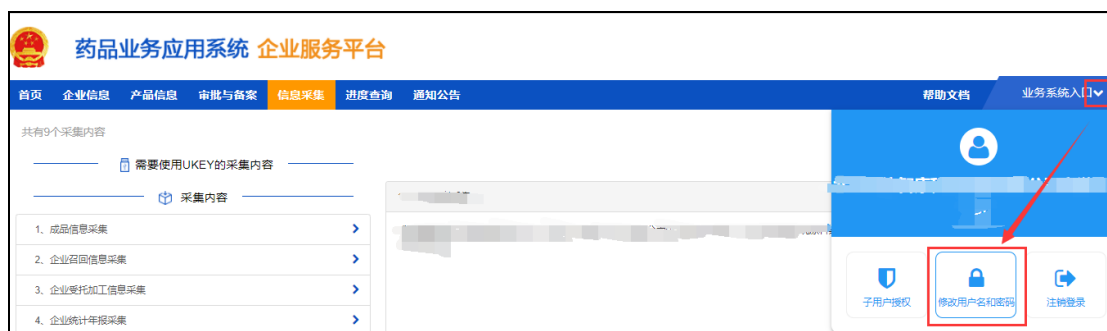 药品业务应用系统 企业服务平台
首页 企业信息 产品信息 审批与备案 信息采集 进度查询 通知公告 帮助文档 业务系统入口
共有9个采集内容
需要使用UKEY的采集内容
采集内容
1、成品信息采集
2、企业召回信息采集
3、企业受托加工信息采集
4、企业统计年报采集
子用户授权 修改用户名和密码 注销登录